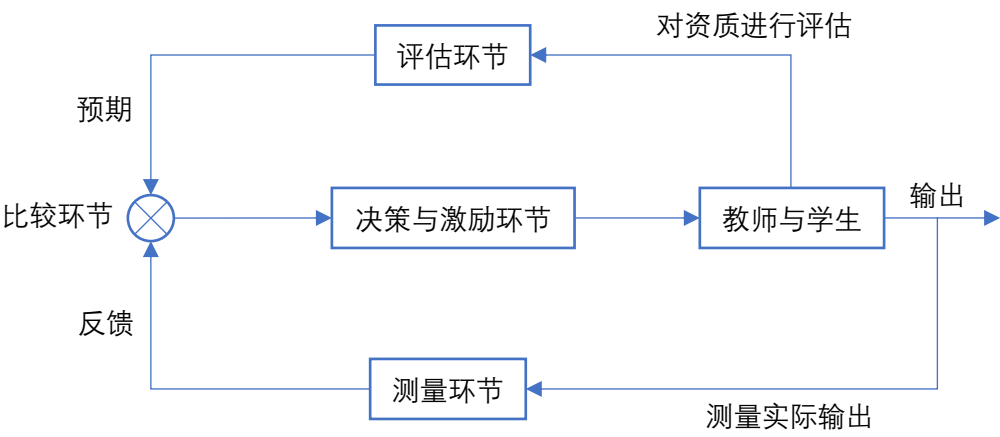 对资质进行评估
评估环节
预期
输出
比较环节
决策与激励环节
教师与学生
反馈
测量环节
测量实际输出